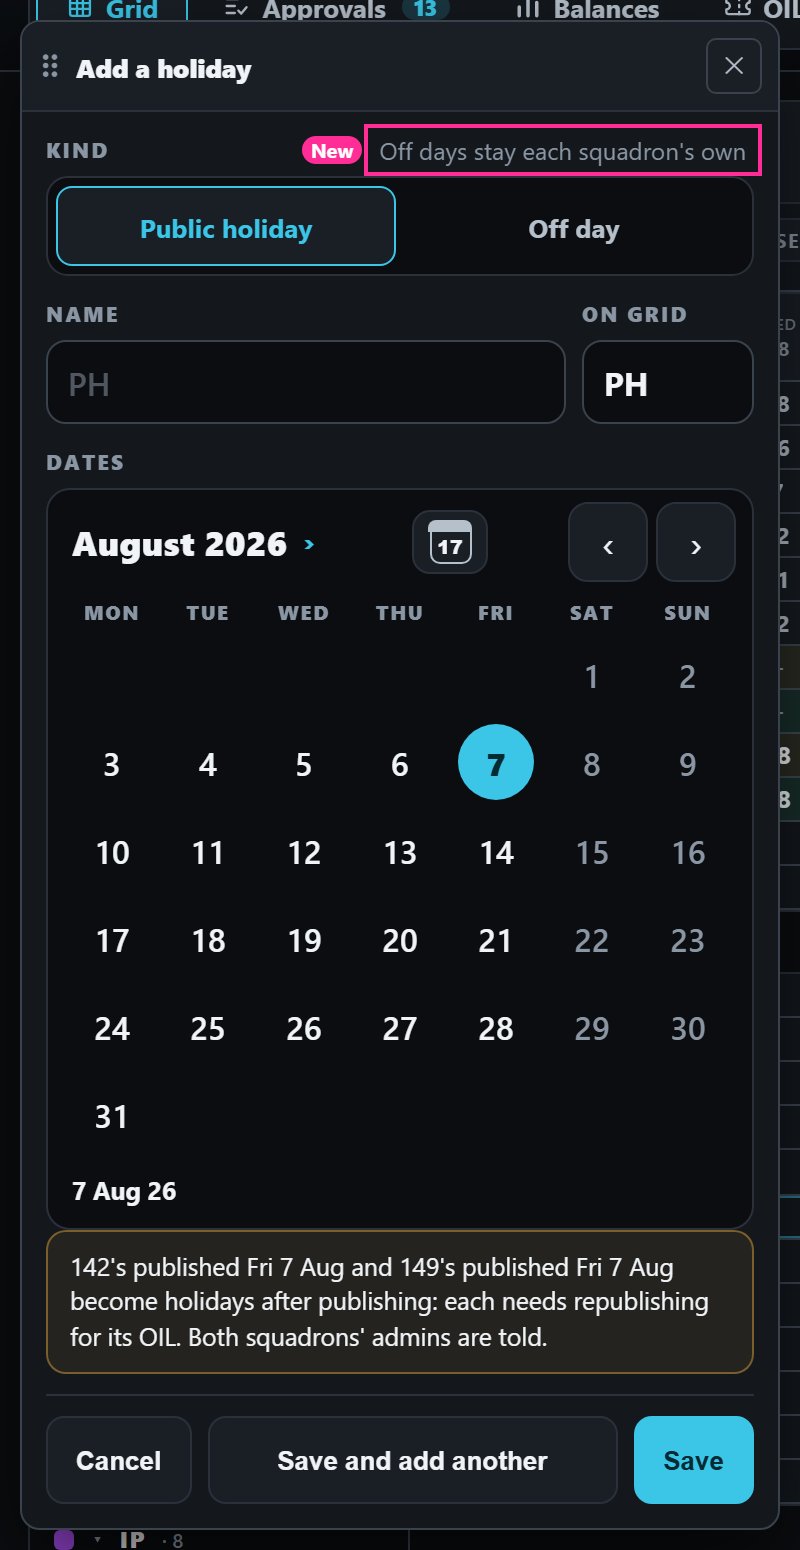 Grid
Approvals 13
Balances
OIL
Add a holiday
KIND
New
Off days stay each squadron's own
Public holiday
Off day
NAME
ON GRID
PH
PH
DATES
August 2026 ›
17
‹ ›
MON TUE WED THU FRI SAT SUN
1 2
3 4 5 6 7 8 9
10 11 12 13 14 15 16
17 18 19 20 21 22 23
24 25 26 27 28 29 30
31
7 Aug 26
142's published Fri 7 Aug and 149's published Fri 7 Aug
become holidays after publishing: each needs republishing
for its OIL. Both squadrons' admins are told.
Cancel
Save and add another
Save
IP · 8